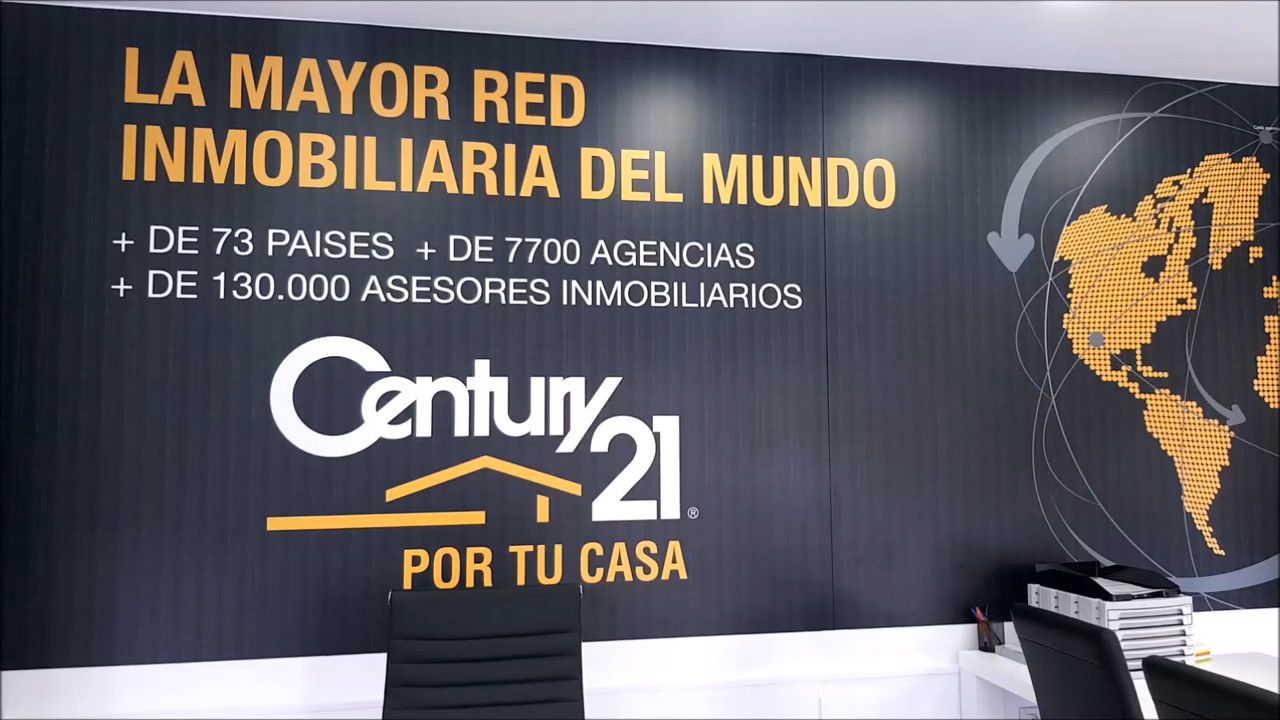 LA MAYOR RED
INMOBILIARIA DEL MUNDO
+ DE 73 PAISES + DE 7700 AGENCIAS
+ DE 130.000 ASESORES INMOBILIARIOS
Century
21®
POR TU CASA